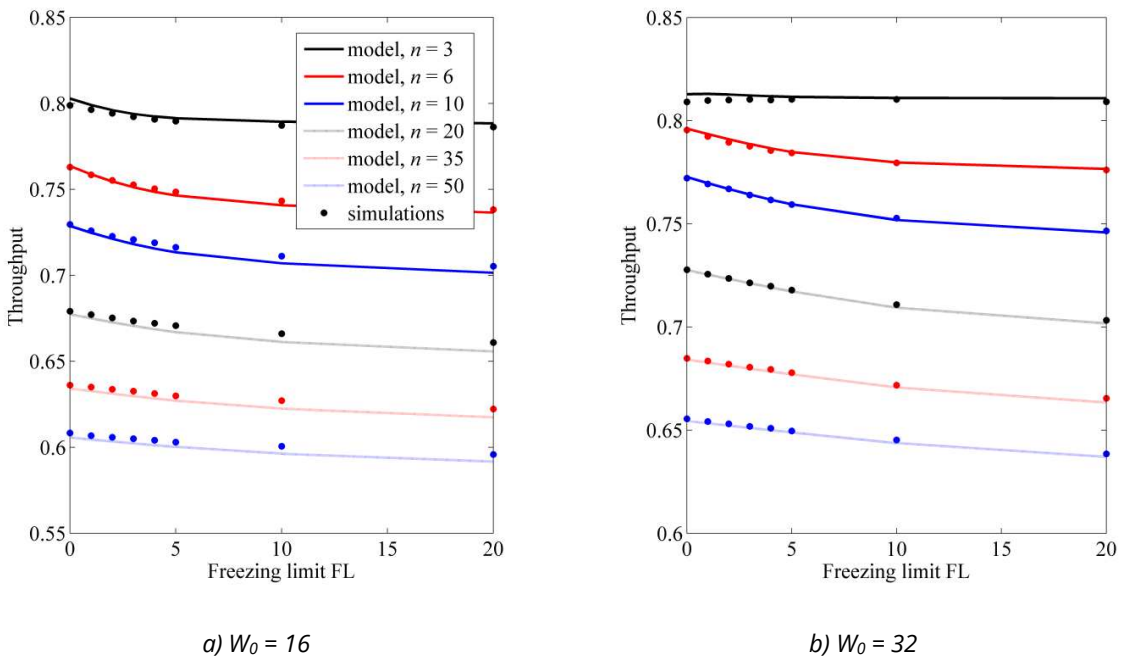 0.85
0.8
0.75
0.7
0.65
0.6
0.55
Throughput
0
5
10
15
20
Freezing limit FL
model, n = 3
model, n = 6
model, n = 10
model, n = 20
model, n = 35
model, n = 50
simulations
a) W0 = 16
0.85
0.8
0.75
0.7
0.65
0.6
Throughput
0
5
10
15
20
Freezing limit FL
b) W0 = 32